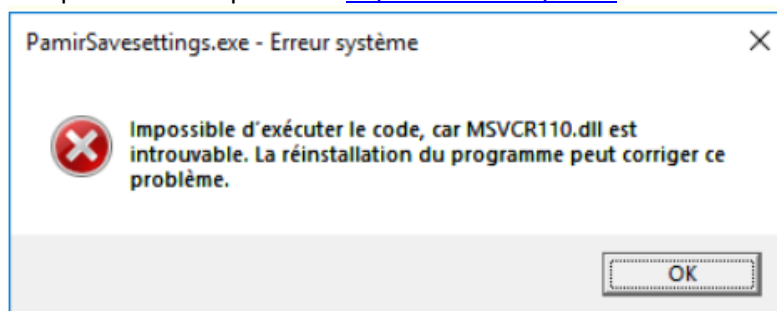 PamirSavesettings.exe - Erreur système
Impossible d'exécuter le code, car MSVCR110.dll est
introuvable. La réinstallation du programme peut corriger ce
problème.
OK